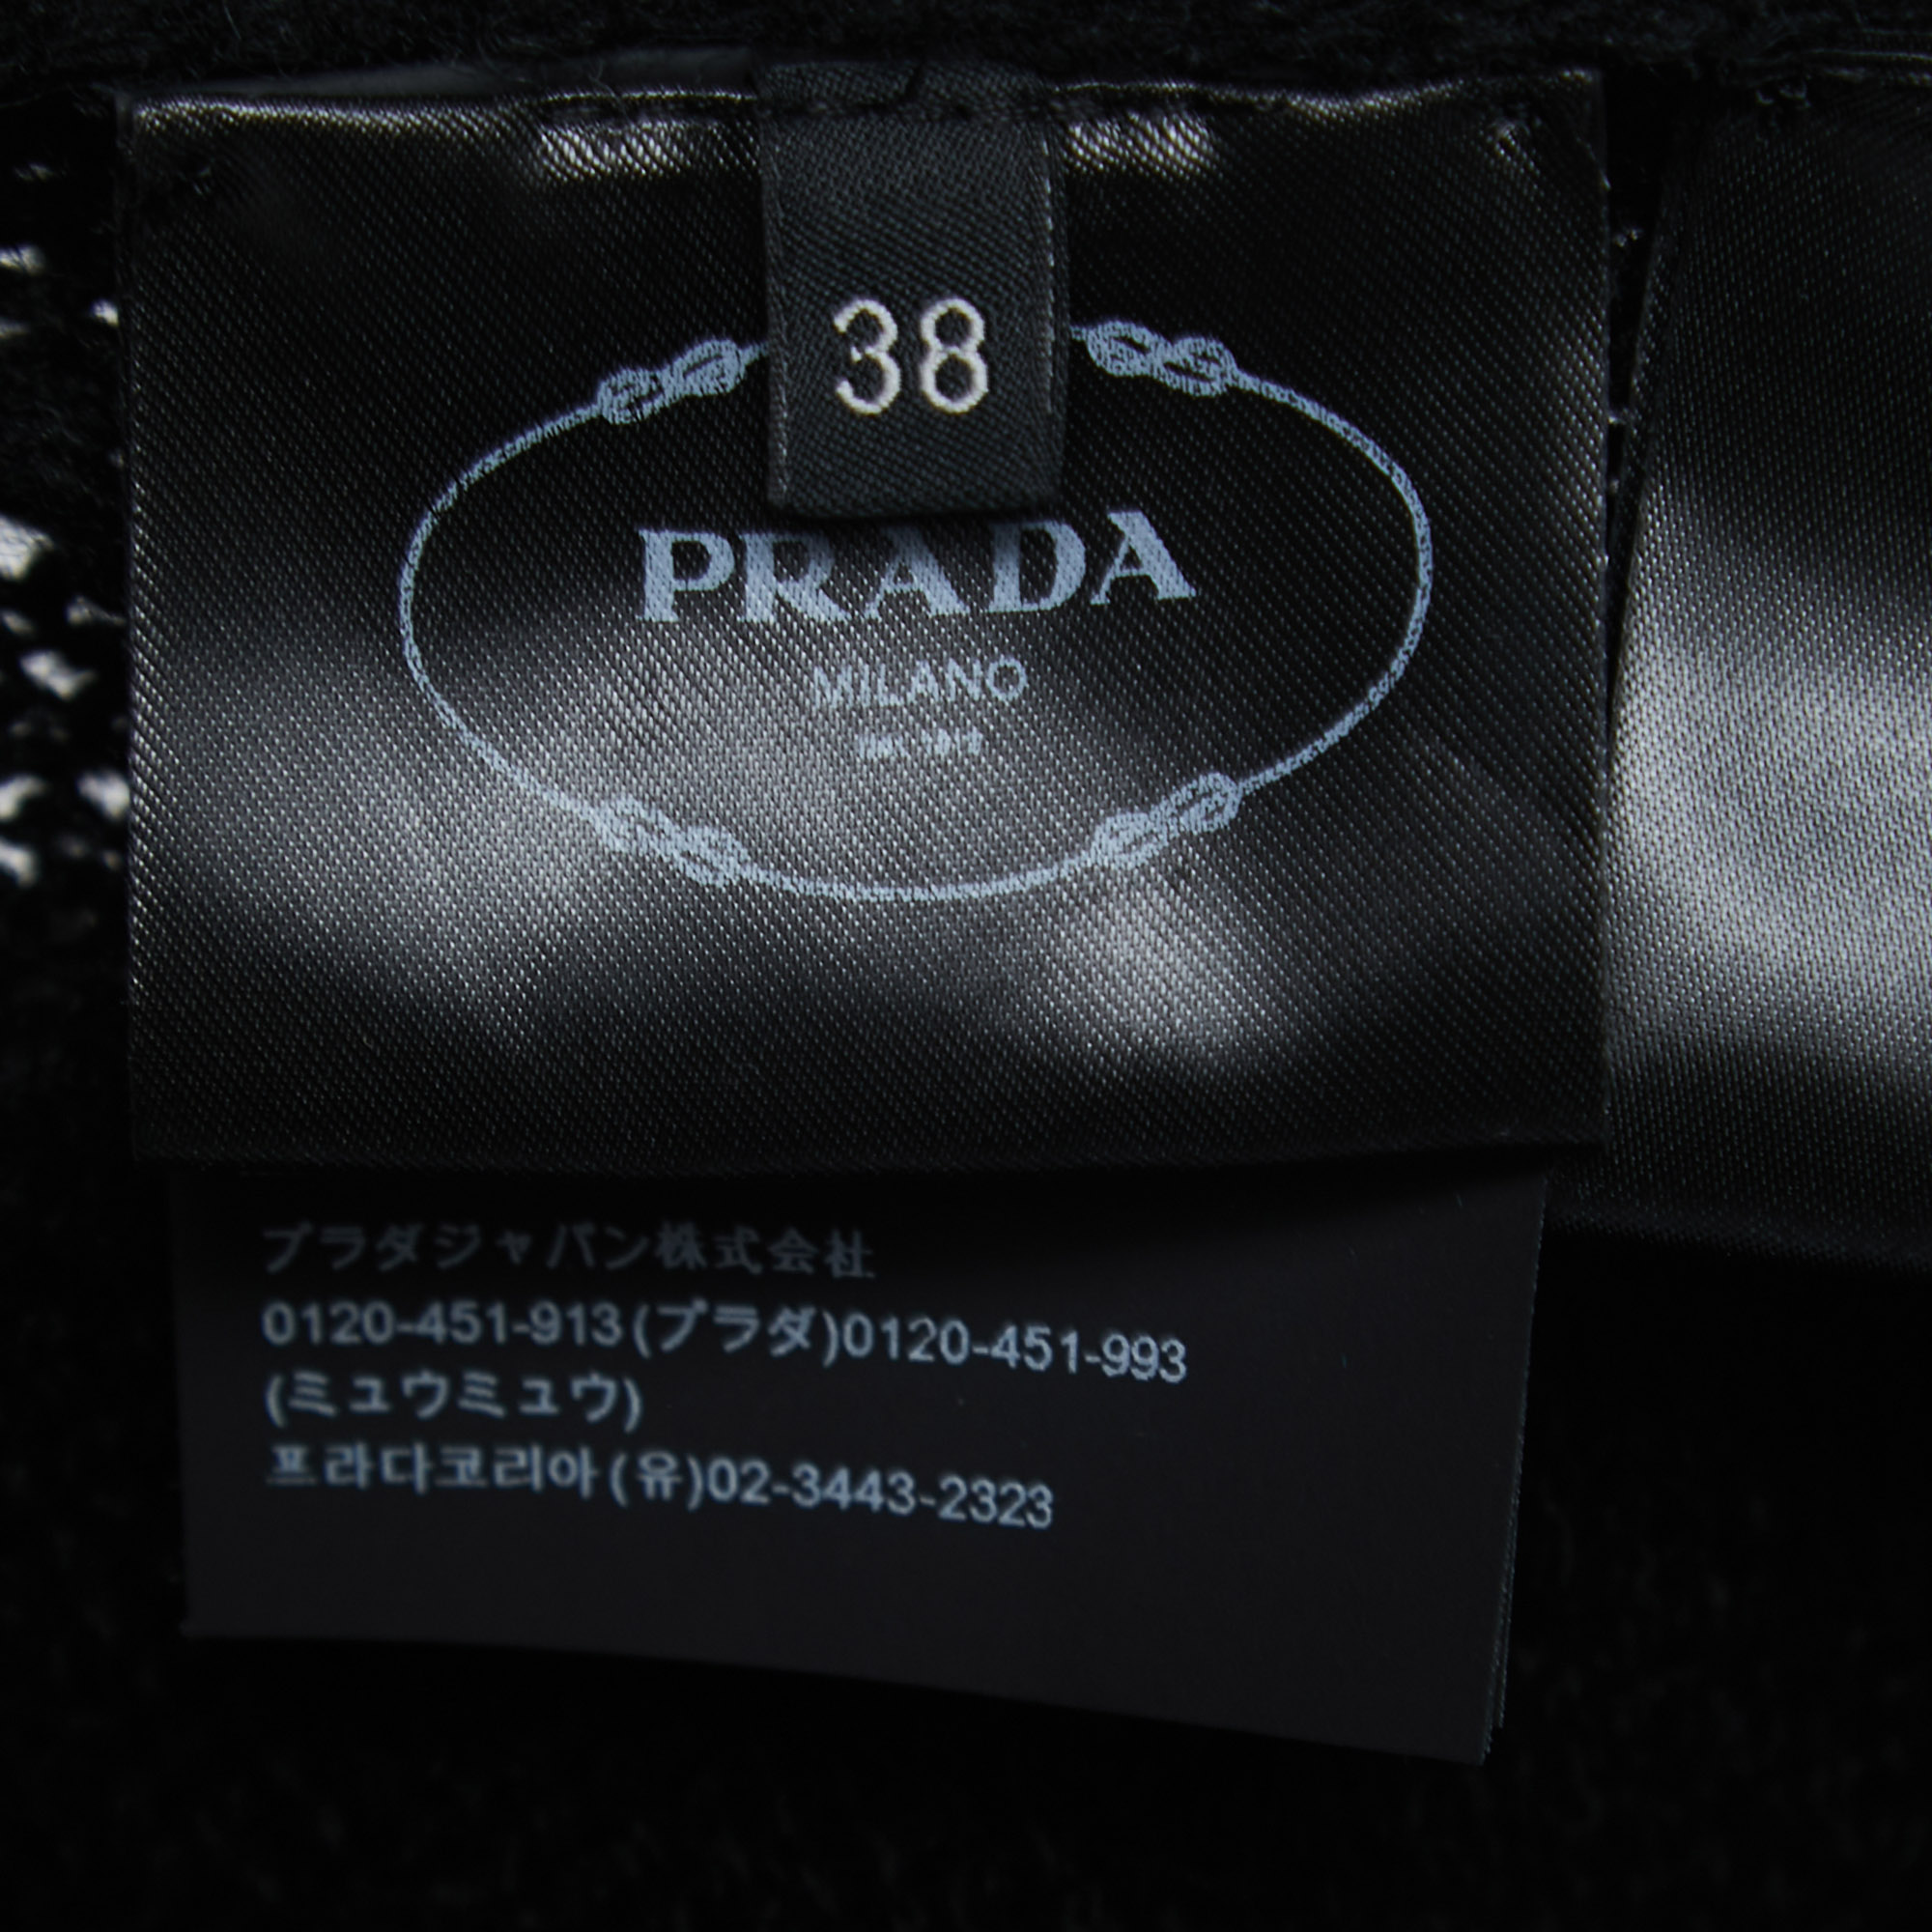 38
PRADA
MILANO
プラダジャパン株式会社
0120-451-913(プラダ)0120-451-993
(ミュウミュウ)
프라다코리아(유)02-3443-2323